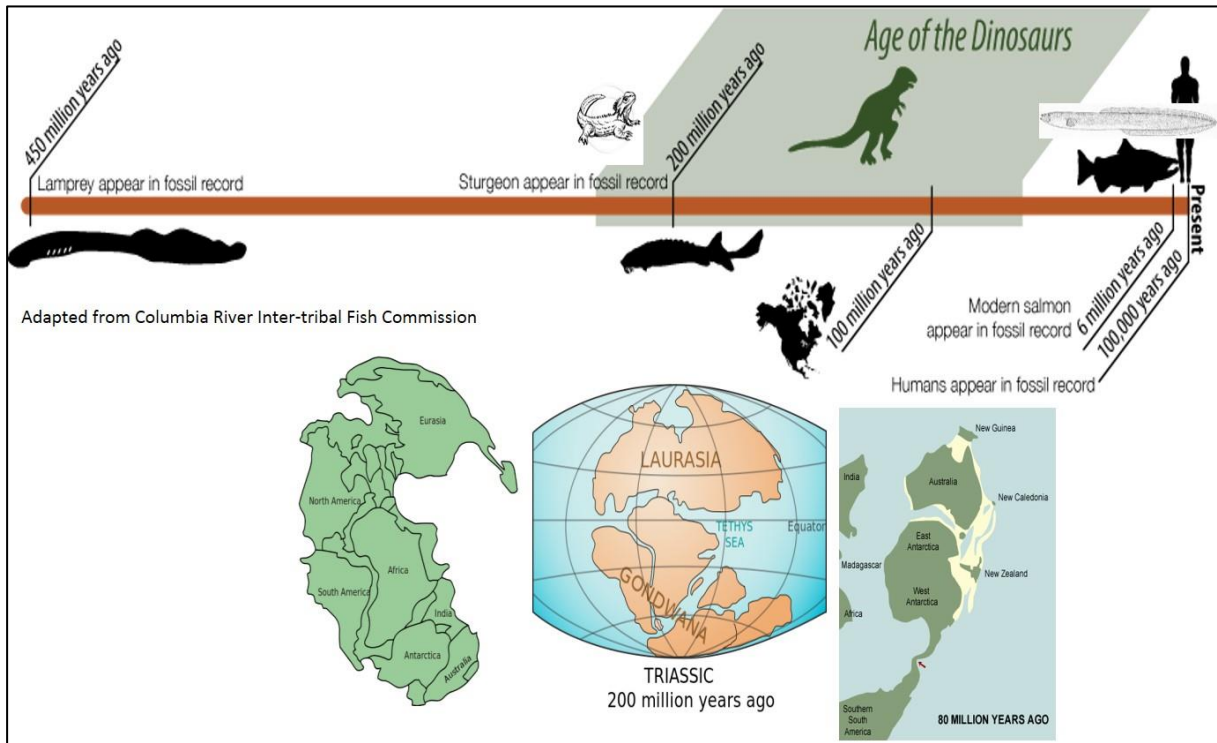 Age of the Dinosaurs
450 million years ago
200 million years ago
Lamprey appear in fossil record
Sturgeon appear in fossil record
Present
100 million years ago
6 million years ago
100,000 years ago
Modern salmon
appear in fossil record
Humans appear in fossil record
Adapted from Columbia River Inter-tribal Fish Commission
Eurasia
North America
Africa
South America
India
Antarctica
Australia
LAURASIA
TETHYS
SEA
Equator
GONDWANA
TRIASSIC
200 million years ago
New Guinea
India
Australia
New Caledonia
East
Antarctica
Madagascar
New Zealand
West
Antarctica
Africa
Southern
South
America
80 MILLION YEARS AGO